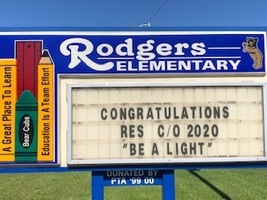 Rodgers
ELEMENTARY
A Great Place To Learn
Bear Cubs
Education is A Team Effort
CONGRATULATIONS
RES C/O 2020
"BE A LIGHT"
DONATED BY
PTA '99 00